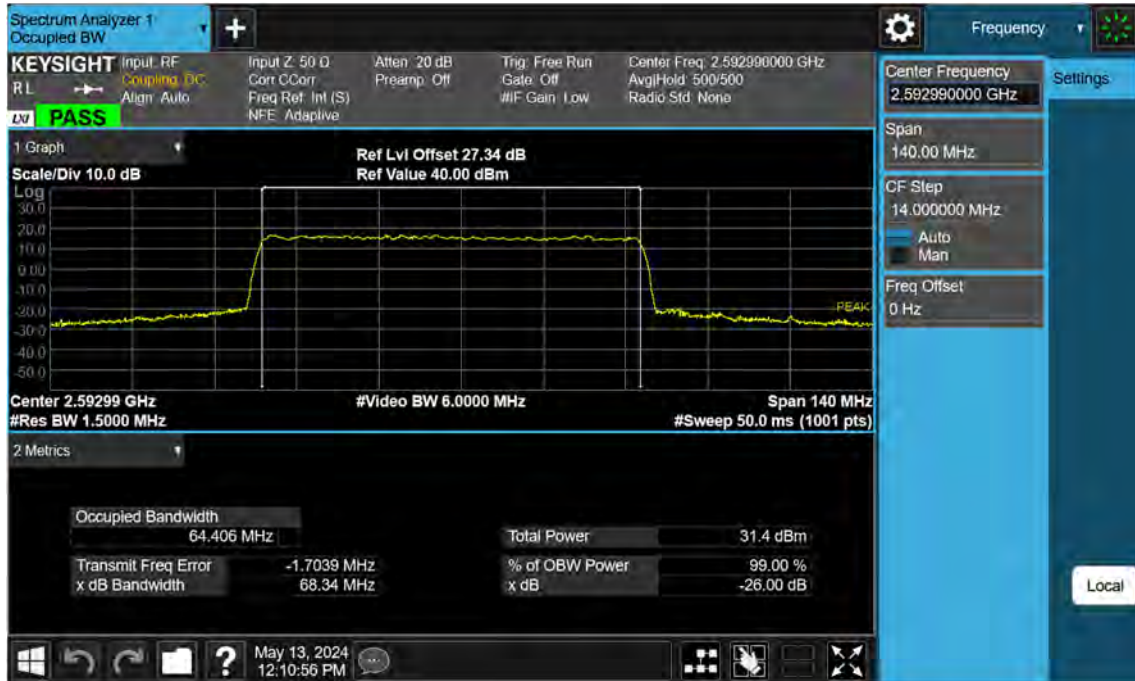 Spectrum Analyzer 1
Occupied BW
+
Frequency
KEYSIGHT
R L
LXI
PASS
Input: RF
Coupling: DC
Align: Auto
Input Z: 50 Ω
Corr CCorr
Freq Ref: Int (S)
NFE: Adaptive
Atten: 20 dB
Preamp: Off
Trig: Free Run
Gate: Off
#IF Gain: Low
Center Freq: 2.592990000 GHz
Avg|Hold: 500/500
Radio Std: None
1 Graph
Scale/Div 10.0 dB
Ref Lvl Offset 27.34 dB
Ref Value 40.00 dBm
Log
30.0
20.0
10.0
0.00
-10.0
-20.0
-30.0
-40.0
-50.0
PEAK
Center 2.59299 GHz
#Res BW 1.5000 MHz
#Video BW 6.0000 MHz
Span 140 MHz
#Sweep 50.0 ms (1001 pts)
2 Metrics
Occupied Bandwidth
64.406 MHz
Transmit Freq Error -1.7039 MHz
x dB Bandwidth 68.34 MHz
Total Power 31.4 dBm
% of OBW Power 99.00 %
x dB -26.00 dB
Center Frequency
2.592990000 GHz
Span
140.00 MHz
CF Step
14.000000 MHz
Auto
Man
Freq Offset
0 Hz
Settings
Local
?
May 13, 2024
12:10:56 PM